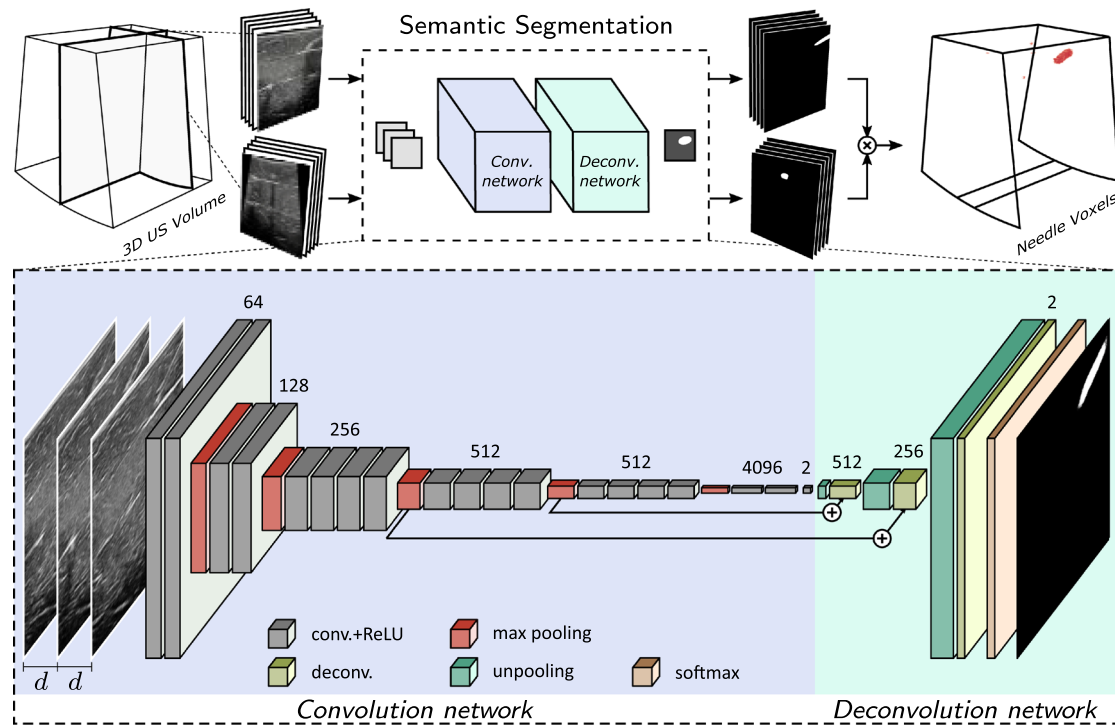 Semantic Segmentation
3D US Volume
Conv.
network
Deconv.
network
Needle Voxels
64
128
256
512
512
4096
2
512
256
2
d
d
conv.+ReLU
max pooling
deconv.
unpooling
softmax
Convolution network
Deconvolution network